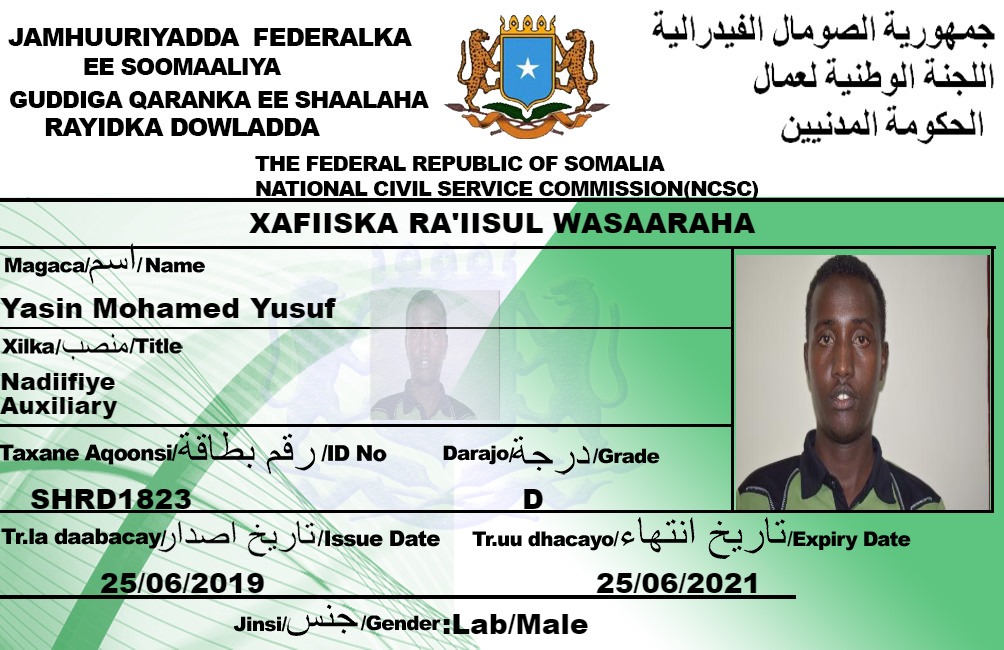 JAMHUURIYADDA FEDERALKA
EE SOOMAALIYA
GUDDIGA QARANKA EE SHAALAHA
RAYIDKA DOWLADDA
جمهورية الصومال الفيدرالية
اللجنة الوطنية لعمال
الحكومة المدنيين
THE FEDERAL REPUBLIC OF SOMALIA
NATIONAL CIVIL SERVICE COMMISSION(NCSC)
XAFIISKA RA'IISUL WASAARAHA
Magaca/اسم/Name
Yasin Mohamed Yusuf
Xilka/منصب/Title
Nadiifiye
Auxiliary
Taxane Aqoonsi/رقم بطاقة/ID No
Darajo/درجة/Grade
SHRD1823
D
Tr.la daabacay/تاريخ اصدار/Issue Date
Tr.uu dhacayo/تاريخ انتهاء/Expiry Date
25/06/2019
25/06/2021
Jinsi/جنس/Gender:Lab/Male